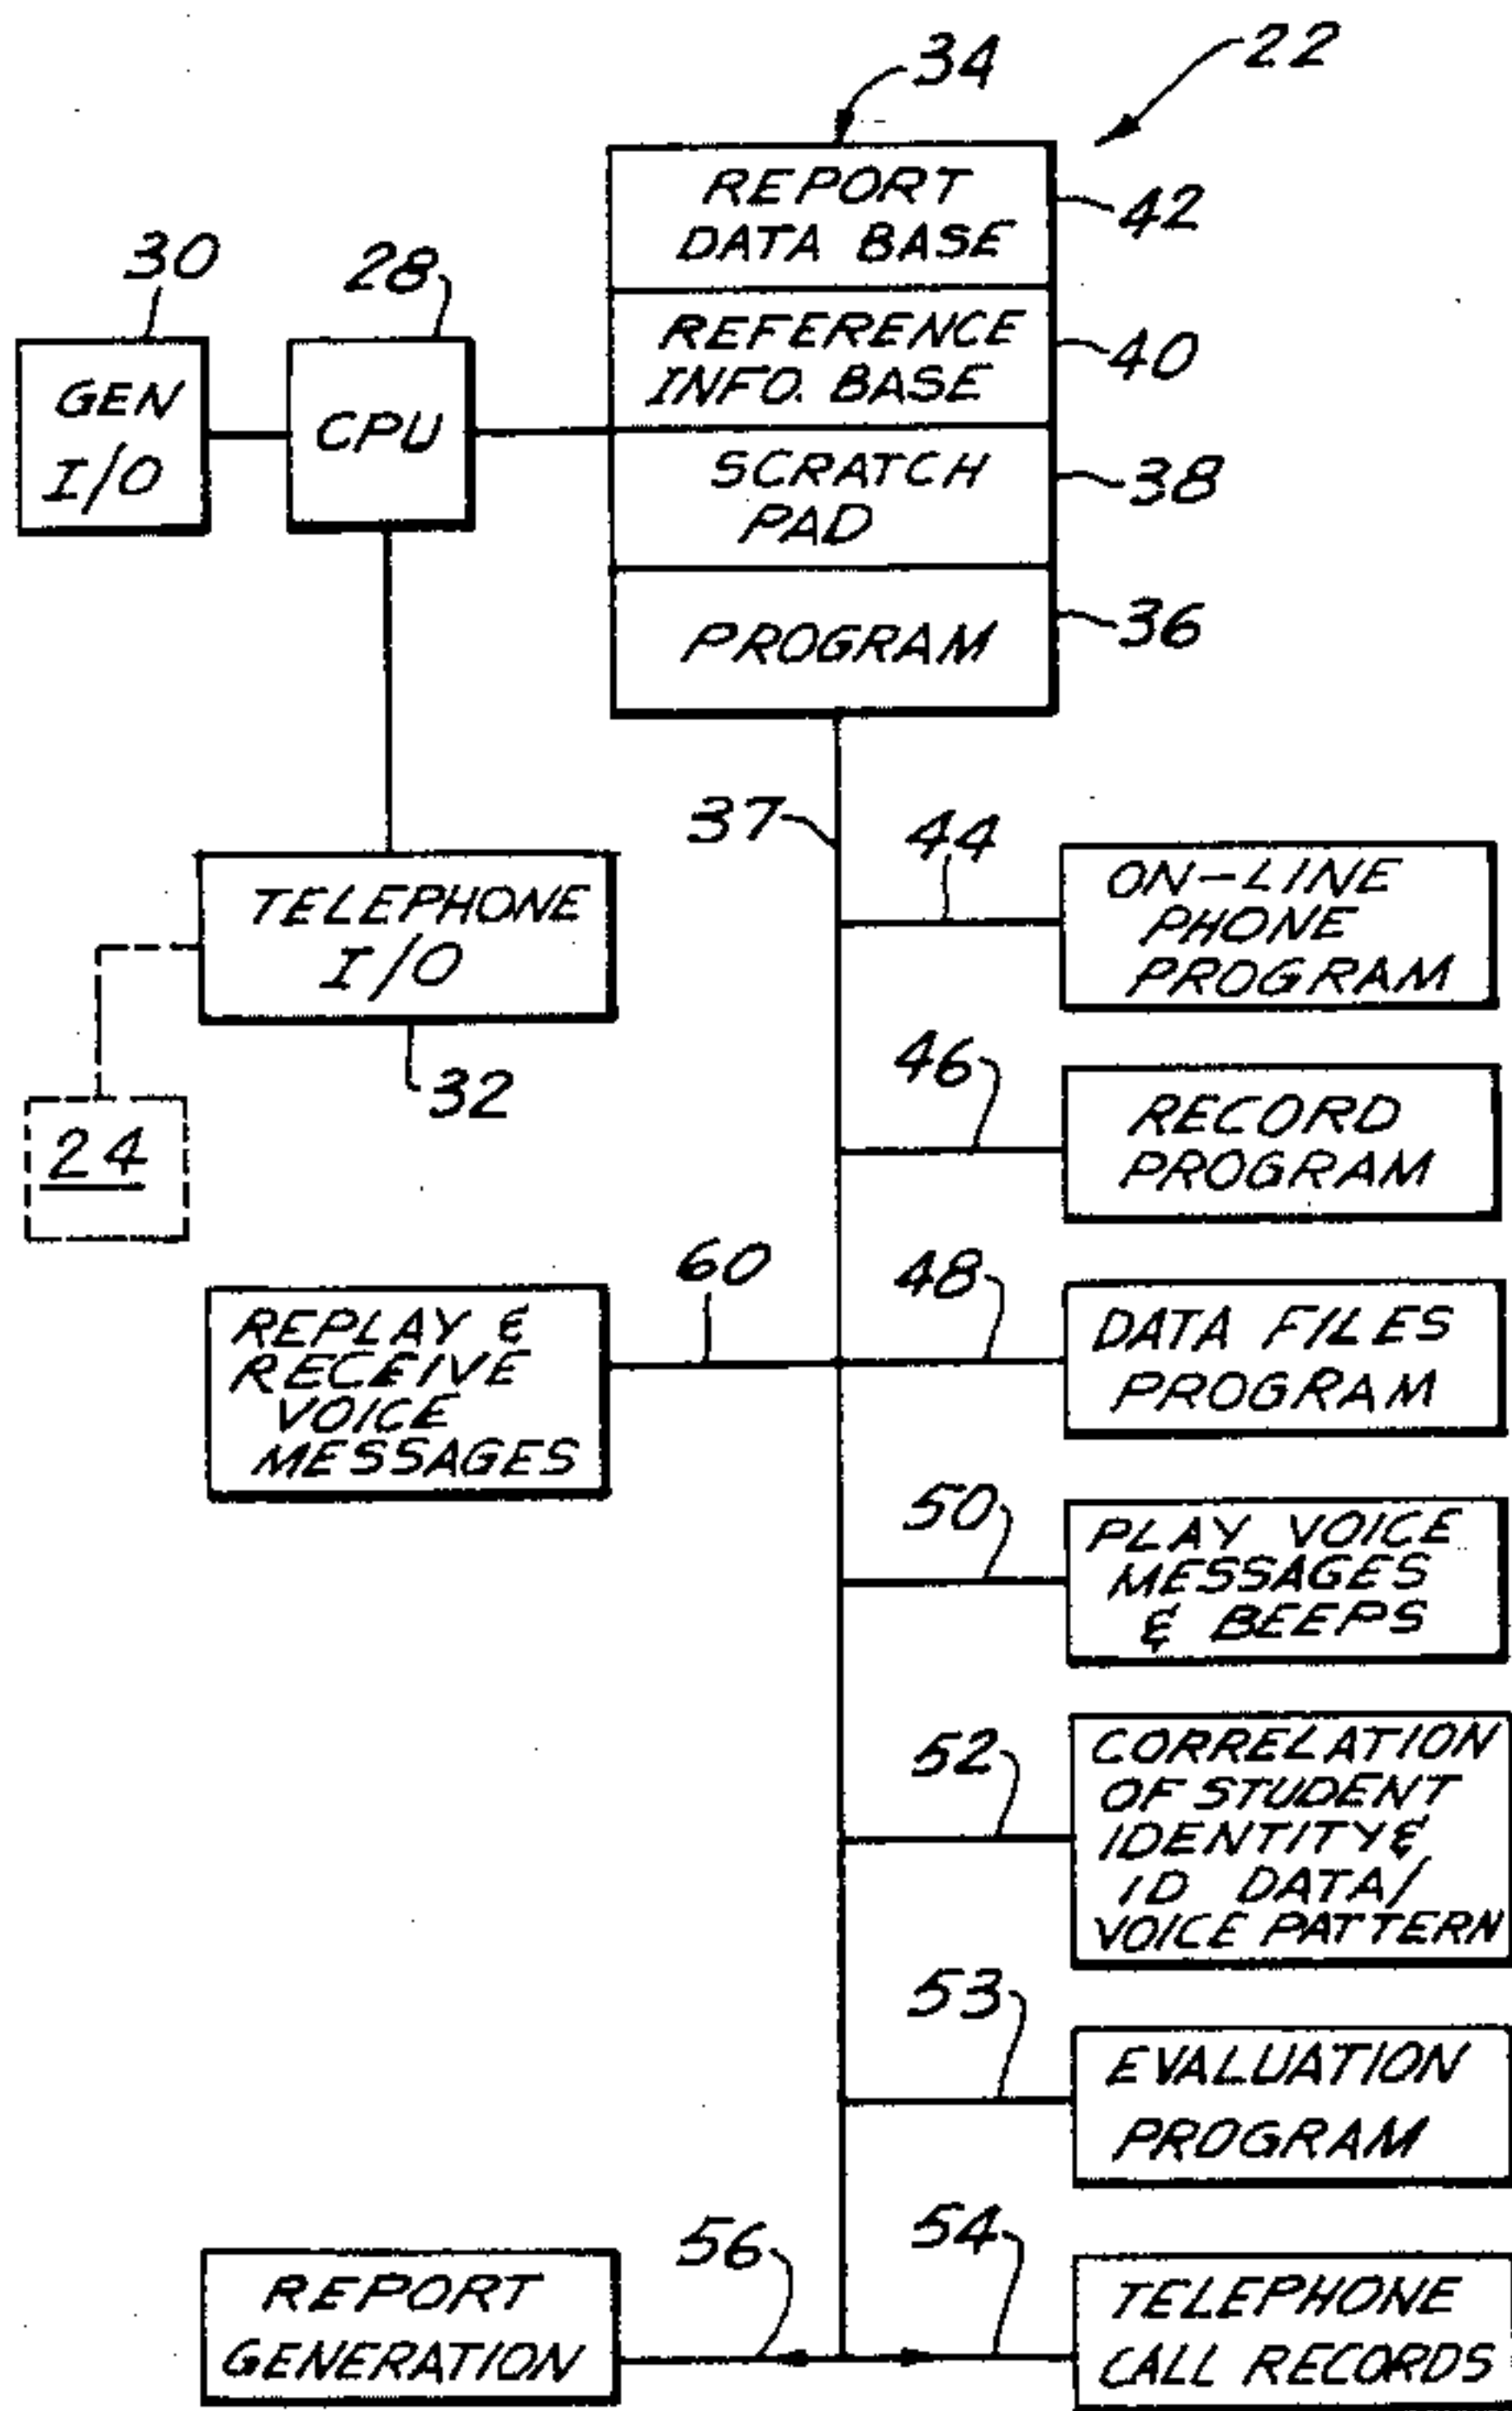 34
22
REPORT
DATA BASE
42
30
28
REFERENCE
INFO. BASE
40
GEN
I/O
CPU
SCRATCH
PAD
38
PROGRAM
36
37
44
TELEPHONE
I/O
ON-LINE
PHONE
PROGRAM
32
46
RECORD
PROGRAM
24
60
48
REPLAY &
RECEIVE
VOICE
MESSAGES
DATA FILES
PROGRAM
50
PLAY VOICE
MESSAGES
& BEEPS
52
CORRELATION
OF STUDENT
IDENTITY &
ID DATA/
VOICE PATTERN
53
EVALUATION
PROGRAM
56
54
REPORT
GENERATION
TELEPHONE
CALL RECORDS